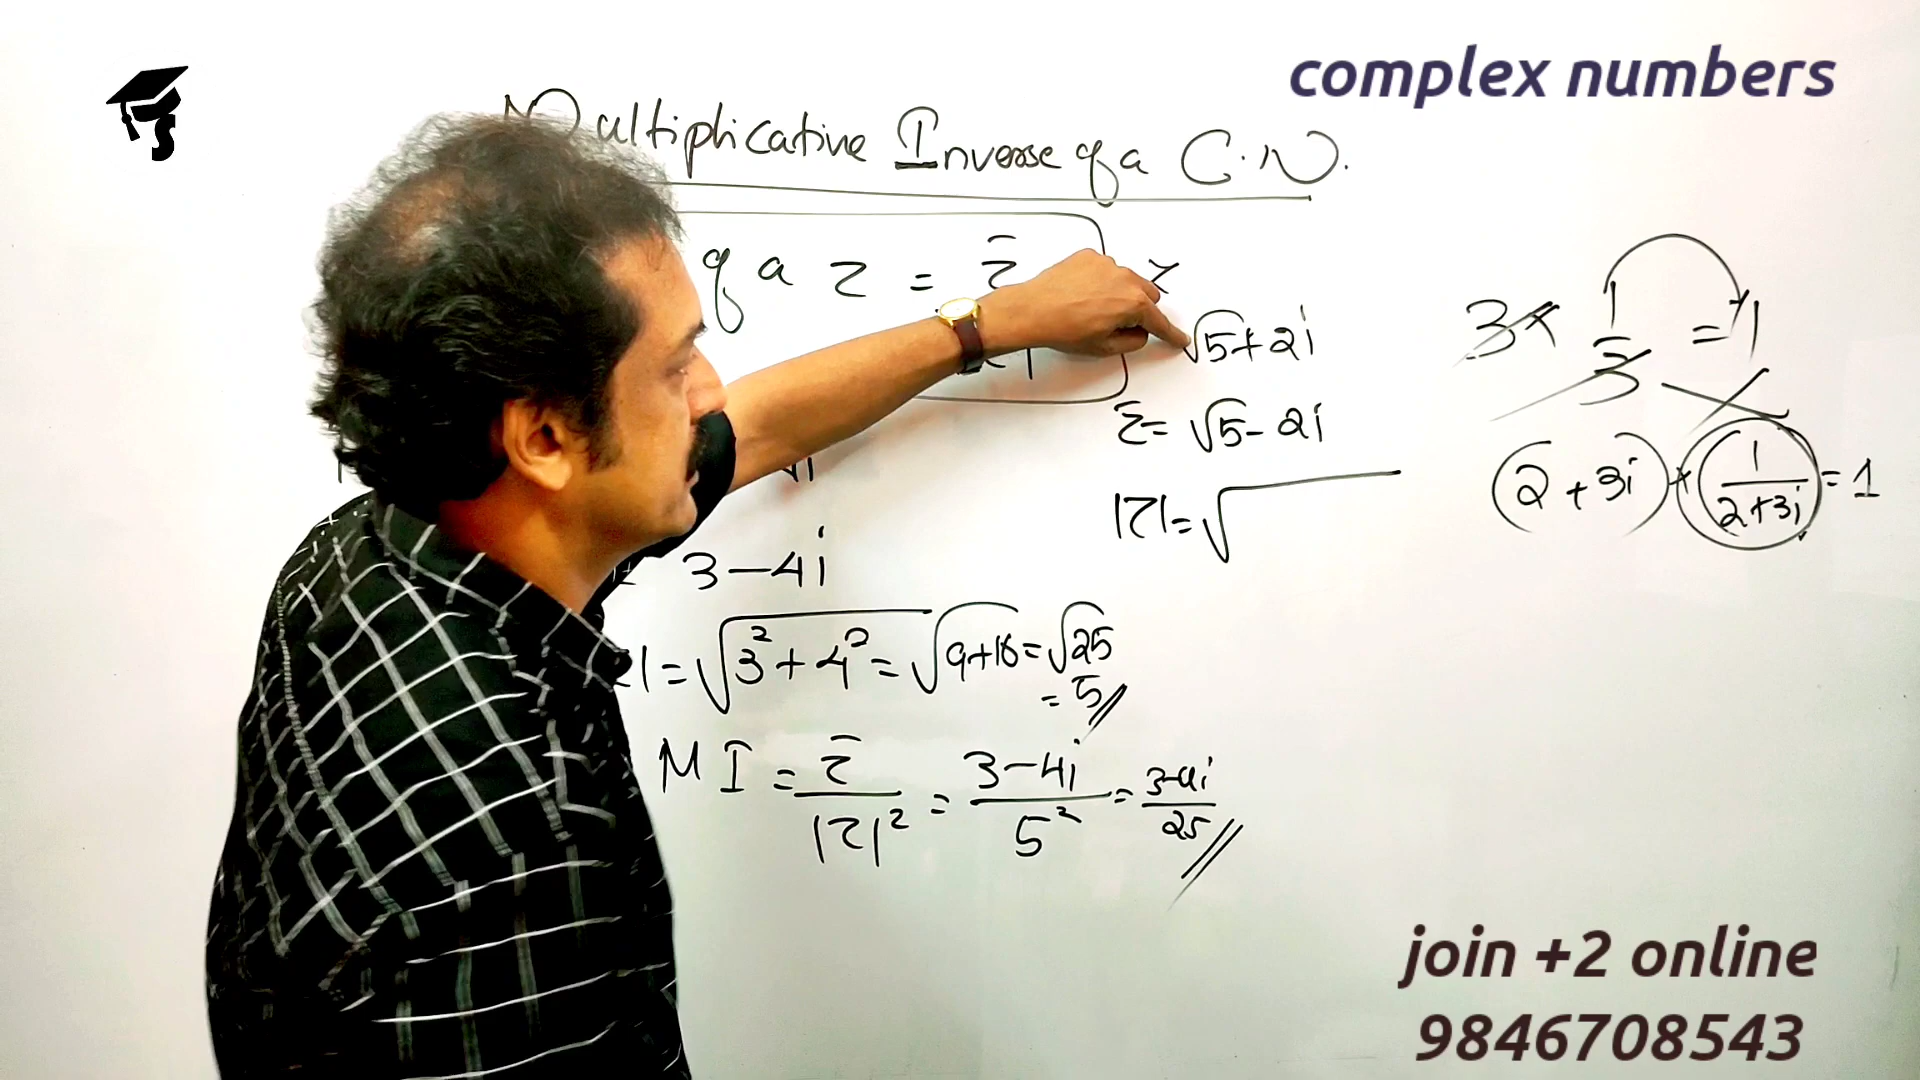 complex numbers
Multiplicative Inverse of a C.N.
of a z = z̄
z
√5+2i
z̄ = √5-2i
|z|=√
3× 1/3 = 1
(2+3i) × (1/(2+3i)) = 1
3-4i
|=√(3²+4²) = √(9+16) = √25
= 5//
MI = z̄/|z|² = (3-4i)/5² = (3-4i)/25//
join +2 online
9846708543